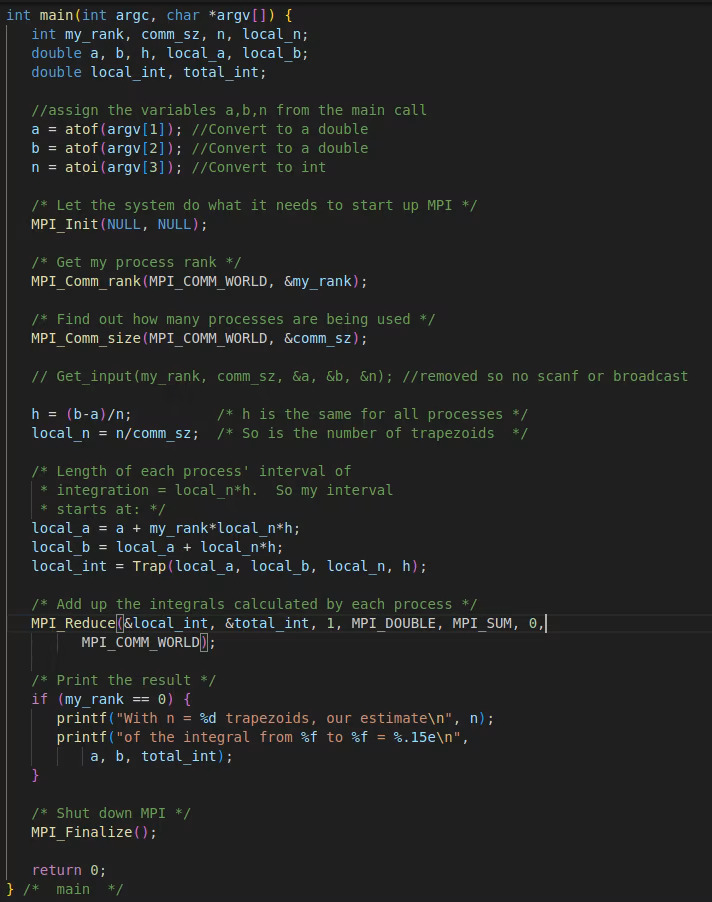 int main(int argc, char *argv[]) {
int my_rank, comm_sz, n, local_n;
double a, b, h, local_a, local_b;
double local_int, total_int;
//assign the variables a,b,n from the main call
a = atof(argv[1]); //Convert to a double
b = atof(argv[2]); //Convert to a double
n = atoi(argv[3]); //Convert to int
/* Let the system do what it needs to start up MPI */
MPI_Init(NULL, NULL);
/* Get my process rank */
MPI_Comm_rank(MPI_COMM_WORLD, &my_rank);
/* Find out how many processes are being used */
MPI_Comm_size(MPI_COMM_WORLD, &comm_sz);
// Get_input(my_rank, comm_sz, &a, &b, &n); //removed so no scanf or broadcast
h = (b-a)/n;          /* h is the same for all processes */
local_n = n/comm_sz;  /* So is the number of trapezoids  */
/* Length of each process' interval of
* integration = local_n*h.  So my interval
* starts at: */
local_a = a + my_rank*local_n*h;
local_b = local_a + local_n*h;
local_int = Trap(local_a, local_b, local_n, h);
/* Add up the integrals calculated by each process */
MPI_Reduce(&local_int, &total_int, 1, MPI_DOUBLE, MPI_SUM, 0,
MPI_COMM_WORLD);
/* Print the result */
if (my_rank == 0) {
printf("With n = %d trapezoids, our estimate\n", n);
printf("of the integral from %f to %f = %.15e\n",
a, b, total_int);
}
/* Shut down MPI */
MPI_Finalize();
return 0;
} /*  main  */